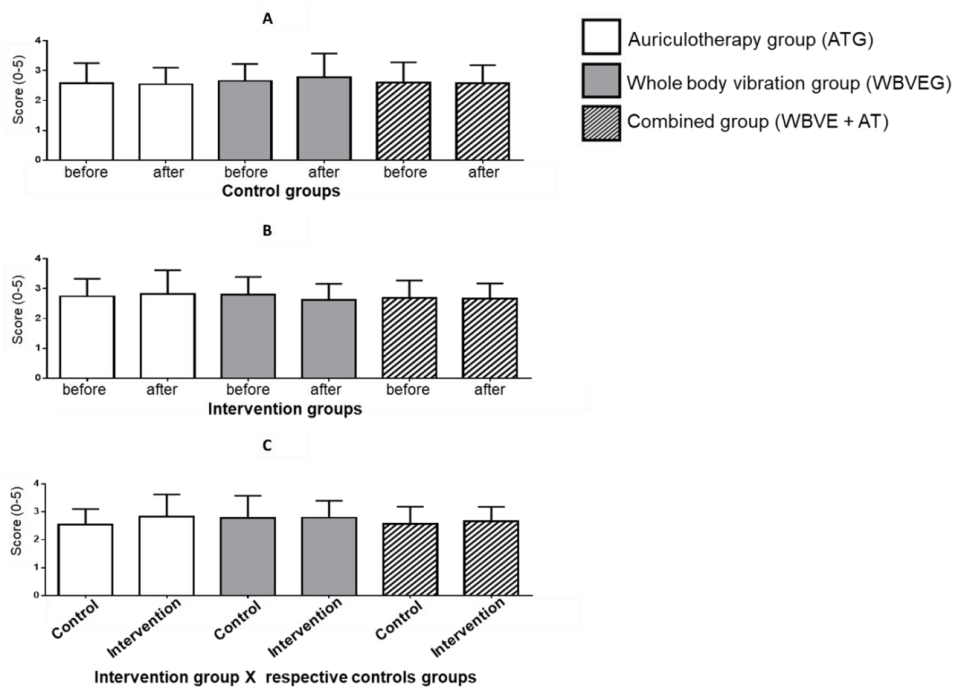 A
Score (0-5)
4
3
2
1
0
before after before after before after
Control groups
Auriculotherapy group (ATG)
Whole body vibration group (WBVEG)
Combined group (WBVE + AT)
B
Score (0-5)
4
3
2
1
0
before after before after before after
Intervention groups
C
Score (0-5)
4
3
2
1
0
Control Intervention Control Intervention Control Intervention
Intervention group X respective controls groups